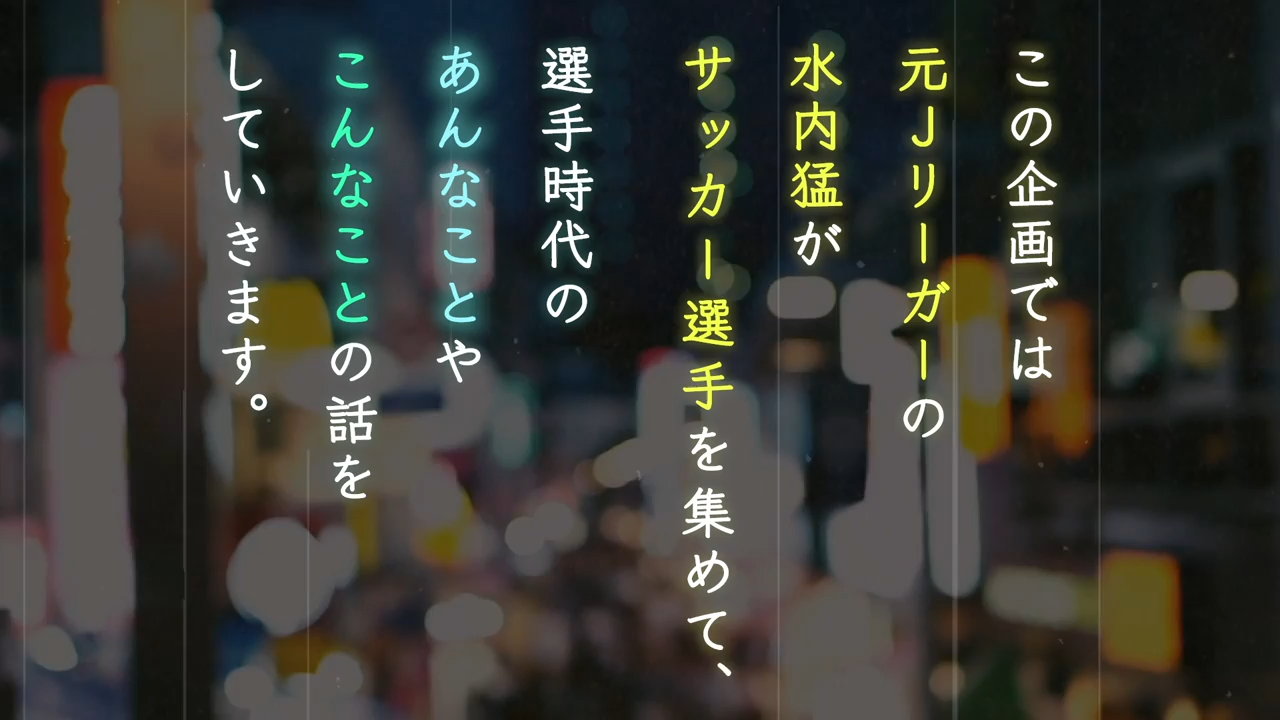 この企画では
元Jリーガーの
水内猛が
サッカー選手を集めて、
選手時代の
あんなことや
こんなことの話を
していきます。